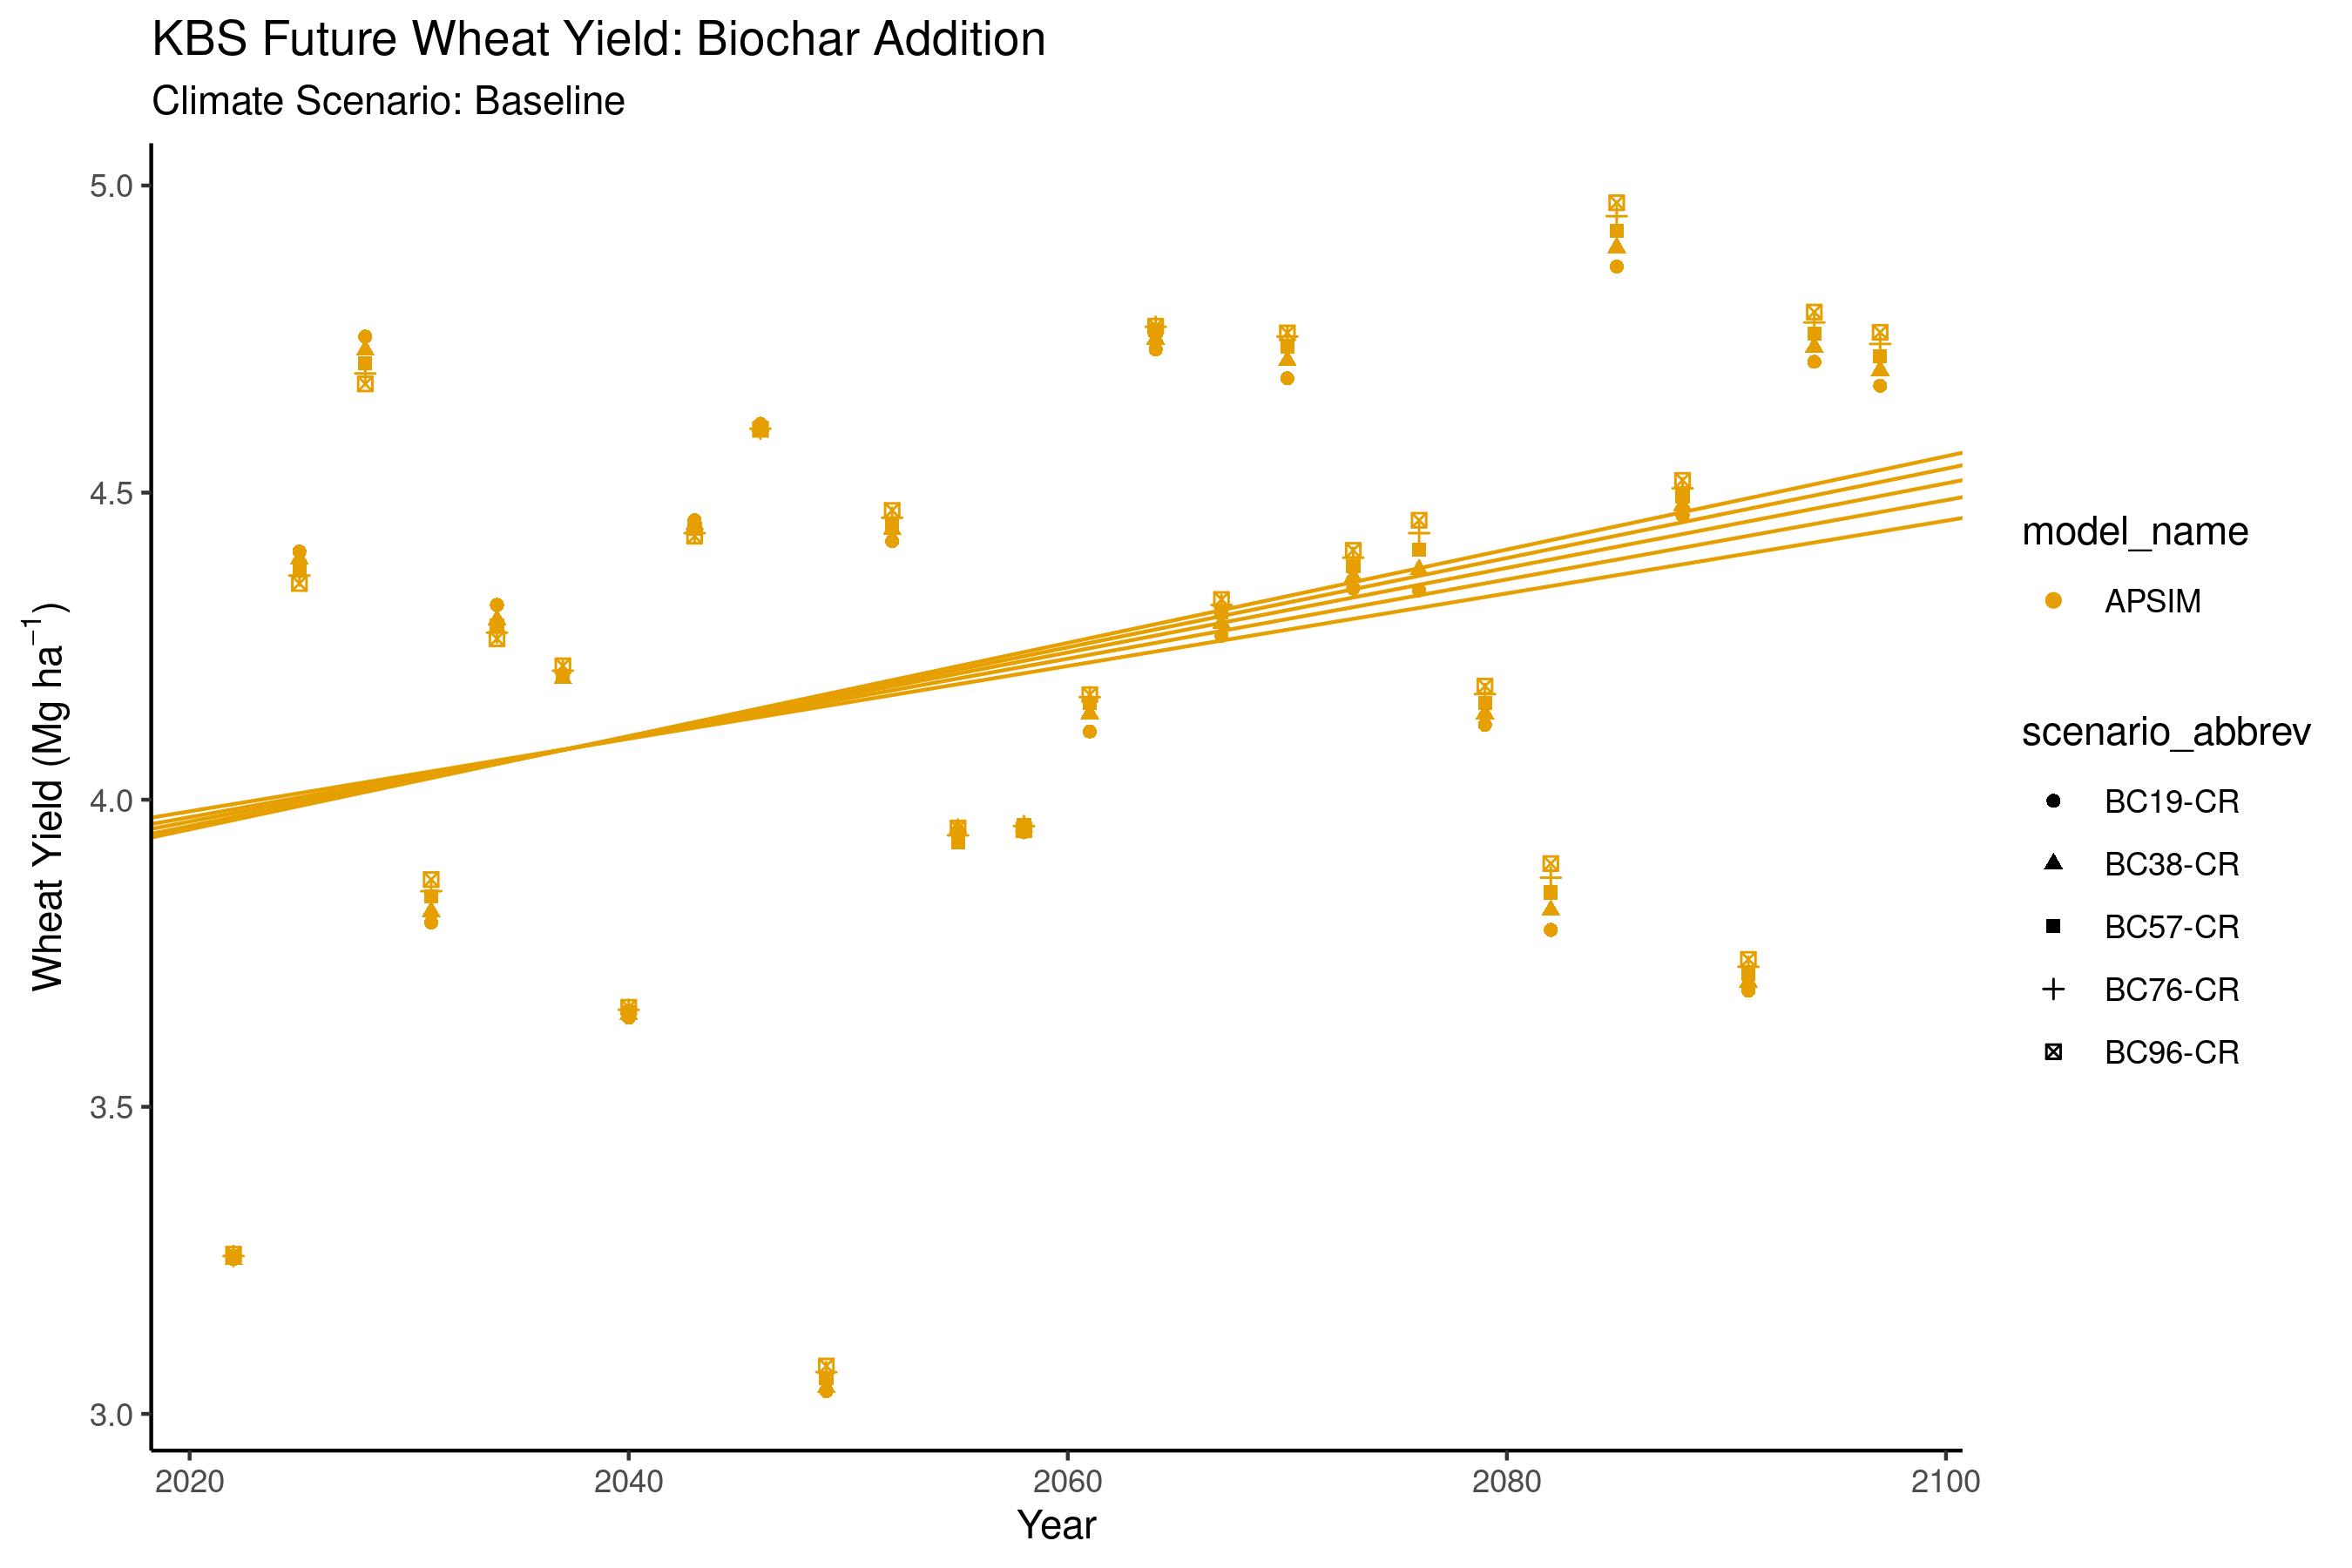 KBS Future Wheat Yield: Biochar Addition
Climate Scenario: Baseline
Wheat Yield (Mg ha⁻¹)
5.0
4.5
4.0
3.5
3.0
2020 2040 2060 2080 2100
Year
model_name
APSIM
scenario_abbrev
BC19-CR
BC38-CR
BC57-CR
BC76-CR
BC96-CR